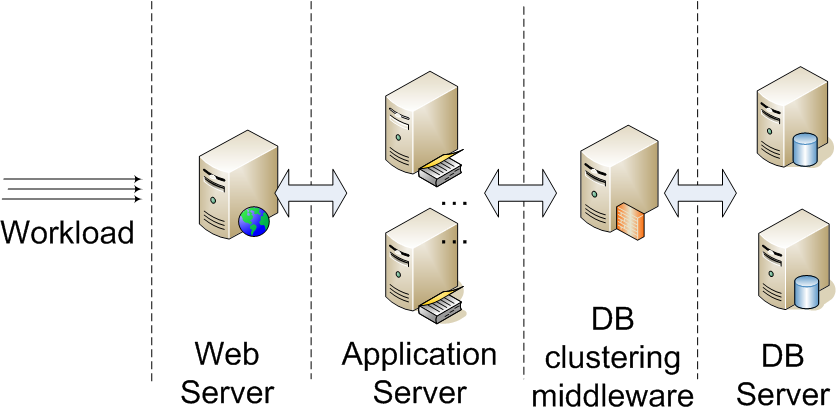 Workload
Web
Server
Application
Server
...
...
DB
clustering
middleware
DB
Server